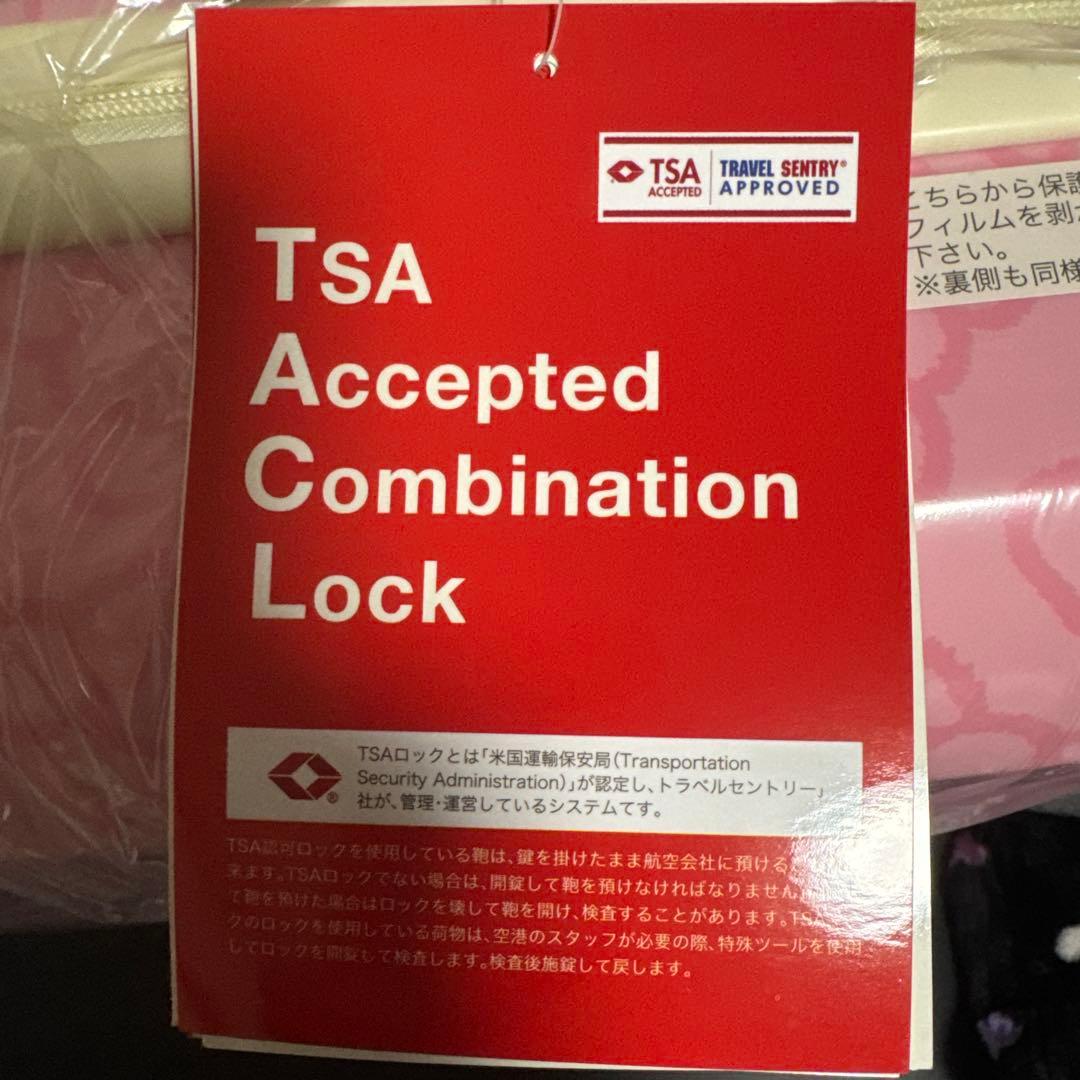 TSA ACCEPTED
TRAVEL SENTRY® APPROVED
TSA
Accepted
Combination
Lock
こちらから保護
フィルムを剥
下さい。
※裏側も同様
TSAロックとは「米国運輸保安局(Transportation
Security Administration)」が認定し、トラベルセントリー」
社が、管理・運営しているシステムです。
TSA認可ロックを使用している鞄は、鍵を掛けたまま航空会社に預ける
来ます。TSAロックでない場合は、開錠して鞄を預けなければなりません
て鞄を預けた場合はロックを壊して鞄を開け、検査することがあります。TSA
クのロックを使用している荷物は、空港のスタッフが必要の際、特殊ツールを使用
してロックを開錠して検査します。検査後施錠して戻します。